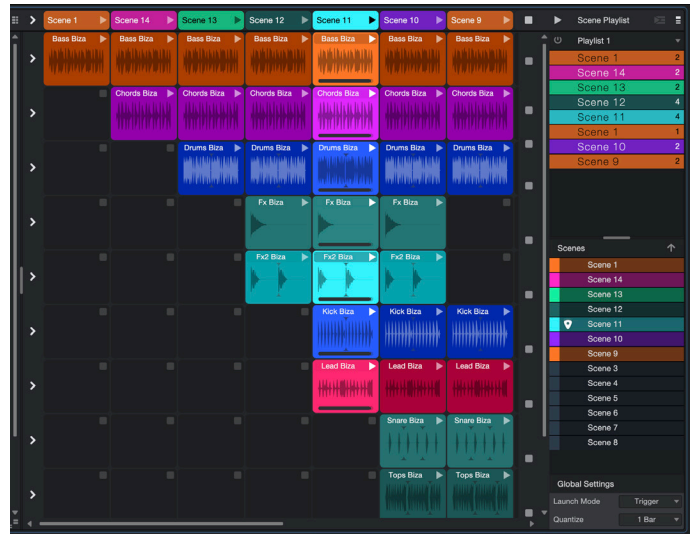 Scene 1 Scene 14 Scene 13 Scene 12 Scene 11 Scene 10 Scene 9 Scene Playlist
Bass Biza Bass Biza Bass Biza Bass Biza Bass Biza Bass Biza Bass Biza
Chords Biza Chords Biza Chords Biza Chords Biza Chords Biza Chords Biza
Drums Biza Drums Biza Drums Biza Drums Biza Drums Biza
Fx Biza Fx Biza Fx Biza
Fx2 Biza Fx2 Biza Fx2 Biza
Kick Biza Kick Biza Kick Biza
Lead Biza Lead Biza Lead Biza
Snare Biza Snare Biza
Tops Biza Tops Biza
Playlist 1
Scene 1 2
Scene 14 2
Scene 13 2
Scene 12 4
Scene 11 4
Scene 1 1
Scene 10 2
Scene 9 2
Scenes
Scene 1
Scene 14
Scene 13
Scene 12
Scene 11
Scene 10
Scene 9
Scene 3
Scene 4
Scene 5
Scene 6
Scene 7
Scene 8
Global Settings
Launch Mode Trigger
Quantize 1 Bar